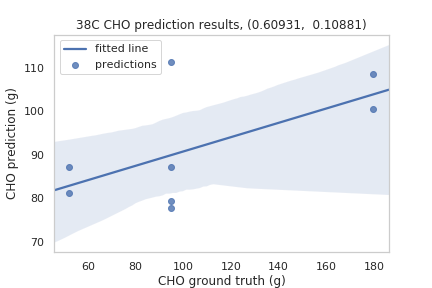 38C CHO prediction results, (0.60931,  0.10881)
fitted line
predictions
110
100
90
80
70
CHO prediction (g)
60 80 100 120 140 160 180
CHO ground truth (g)